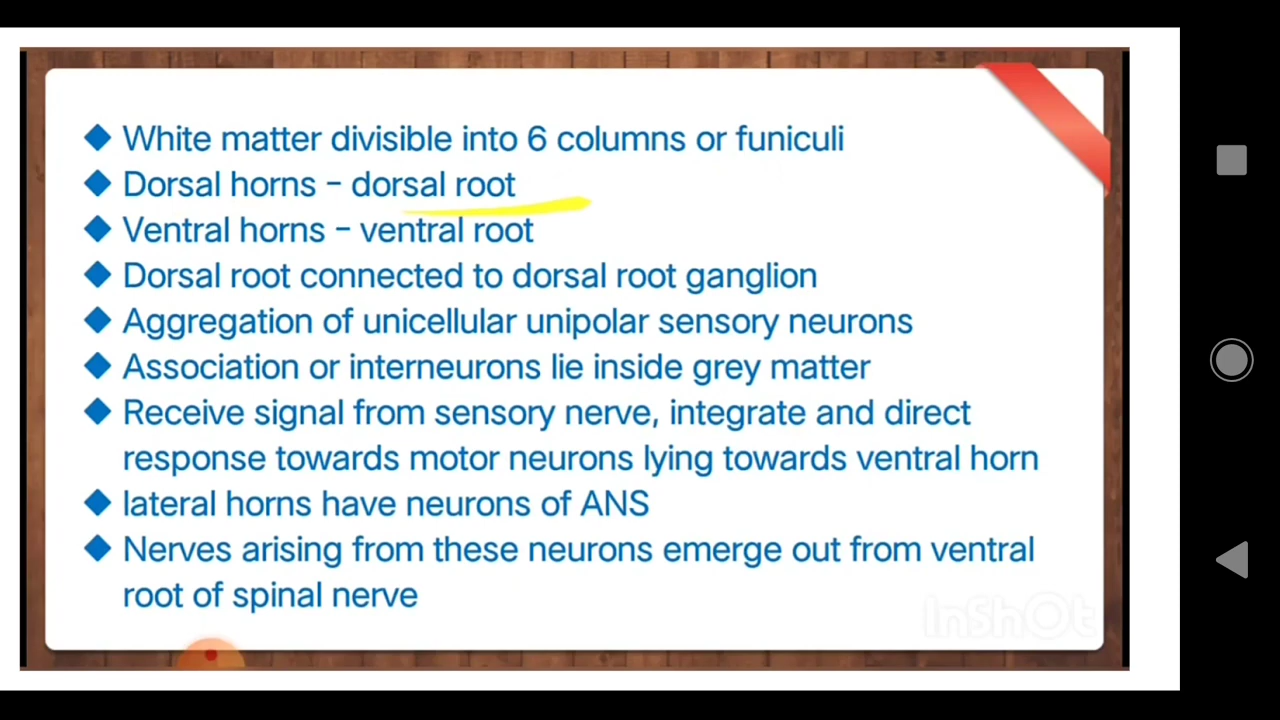 ◆ White matter divisible into 6 columns or funiculi
◆ Dorsal horns – dorsal root
◆ Ventral horns – ventral root
◆ Dorsal root connected to dorsal root ganglion
◆ Aggregation of unicellular unipolar sensory neurons
◆ Association or interneurons lie inside grey matter
◆ Receive signal from sensory nerve, integrate and direct
response towards motor neurons lying towards ventral horn
◆ lateral horns have neurons of ANS
◆ Nerves arising from these neurons emerge out from ventral
root of spinal nerve
InShOt